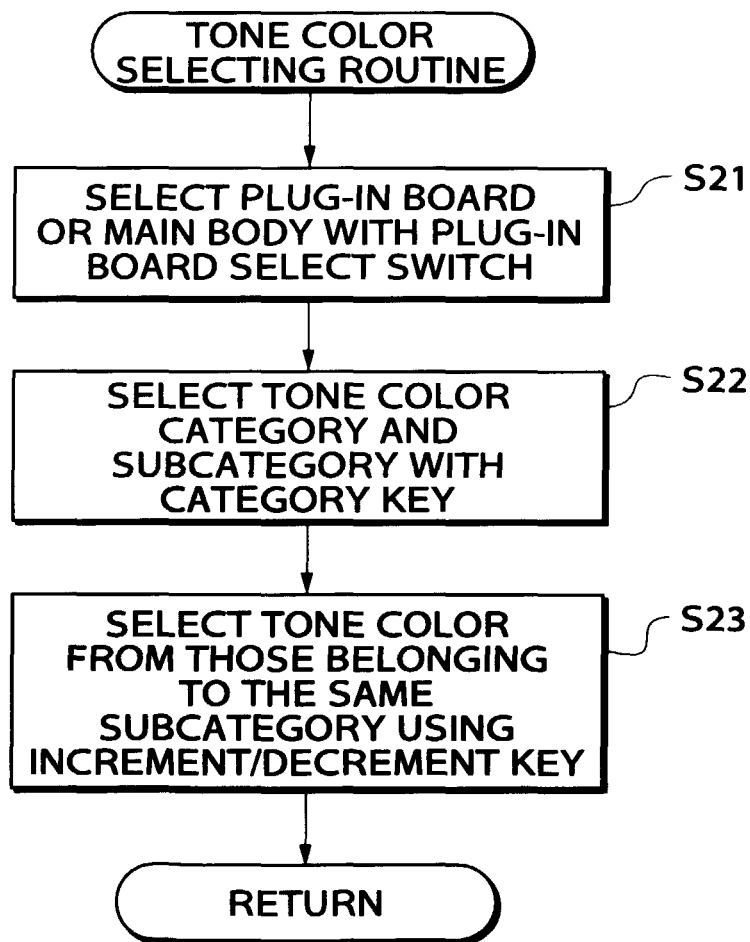 TONE COLOR
SELECTING ROUTINE
SELECT PLUG-IN BOARD
OR MAIN BODY WITH PLUG-IN
BOARD SELECT SWITCH
S21
SELECT TONE COLOR
CATEGORY AND
SUBCATEGORY WITH
CATEGORY KEY
S22
SELECT TONE COLOR
FROM THOSE BELONGING
TO THE SAME
SUBCATEGORY USING
INCREMENT/DECREMENT KEY
S23
RETURN